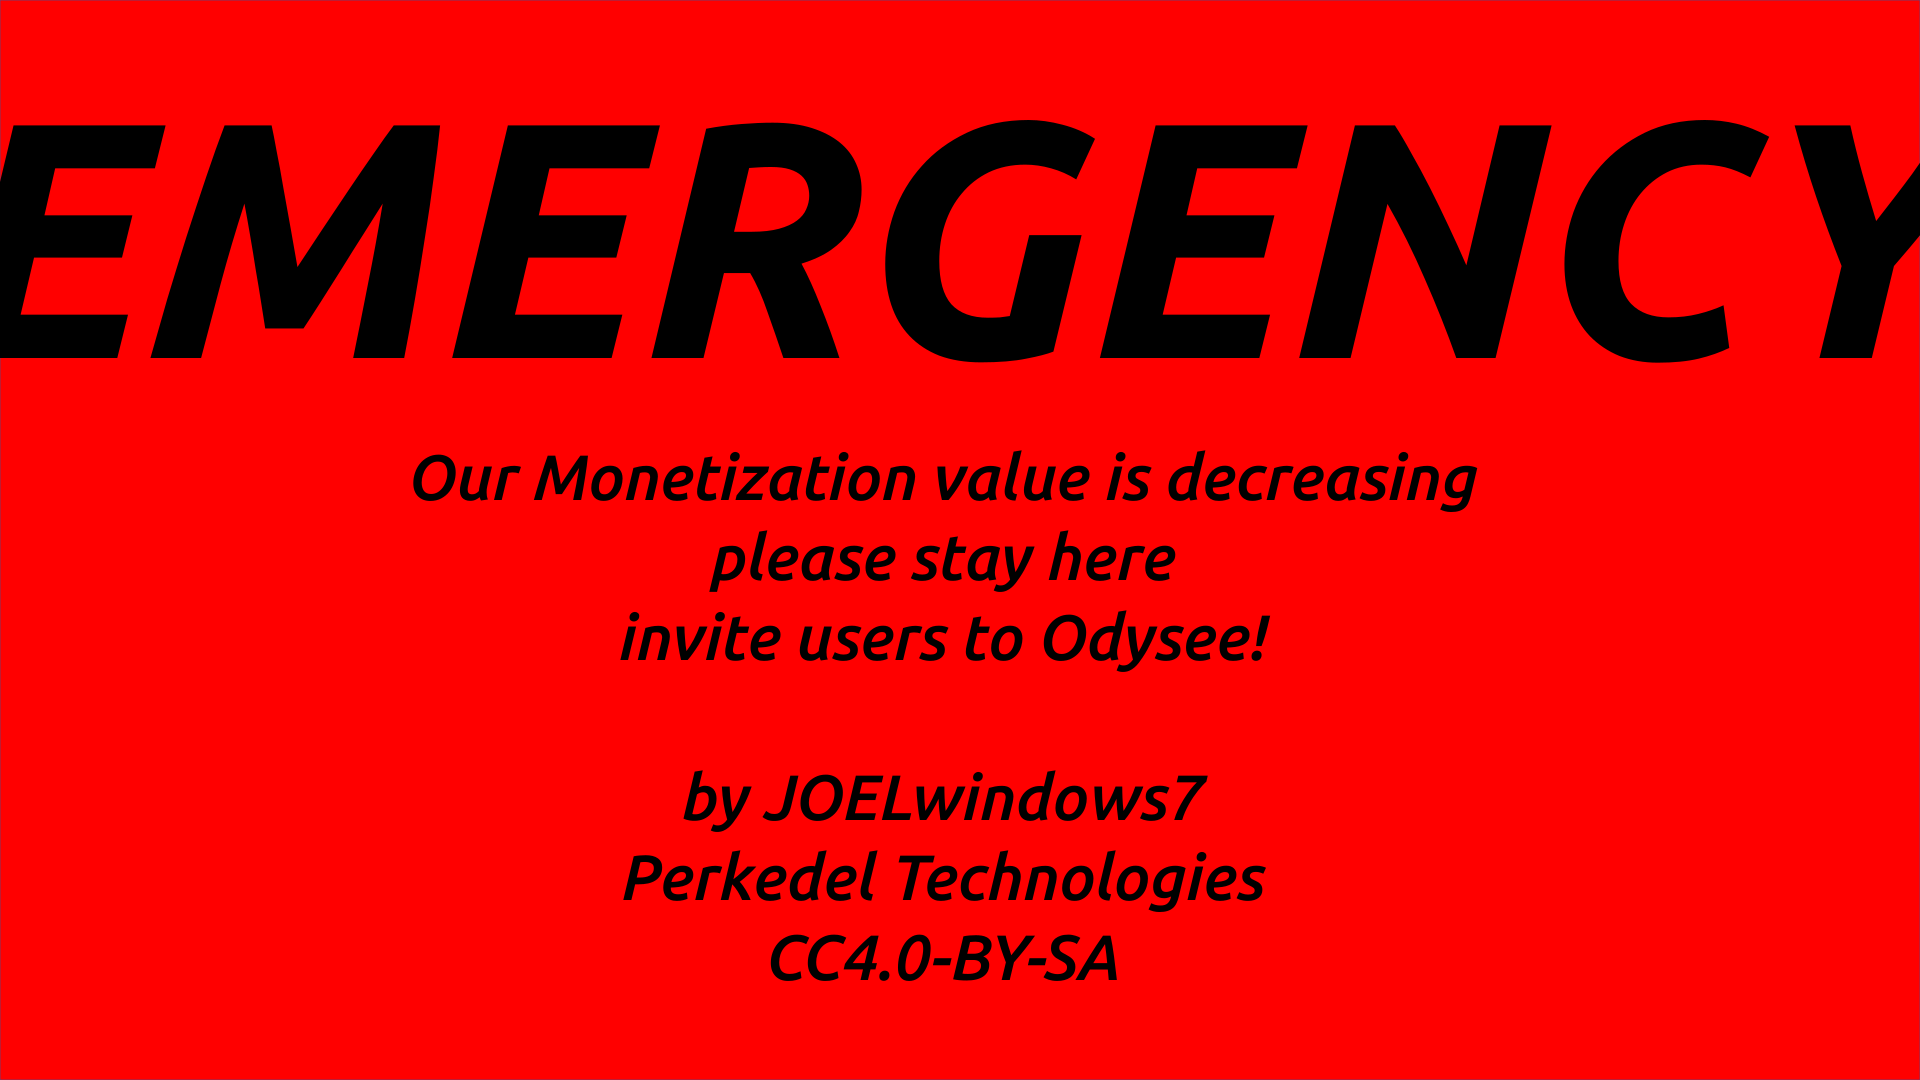 EMERGENCY
Our Monetization value is decreasing
please stay here
invite users to Odysee!
by JOELwindows7
Perkedel Technologies
CC4.0-BY-SA